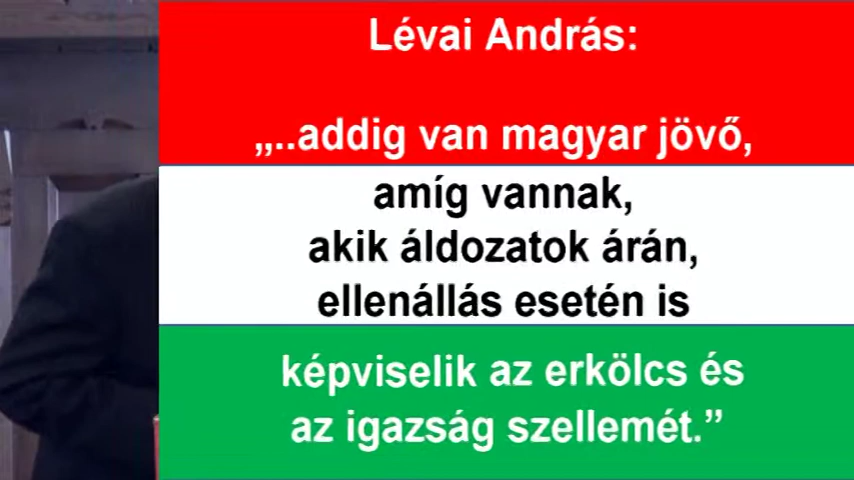 Lévai András:
„..addig van magyar jövő,
amíg vannak,
akik áldozatok árán,
ellenállás esetén is
képviselik az erkölcs és
az igazság szellemét.”